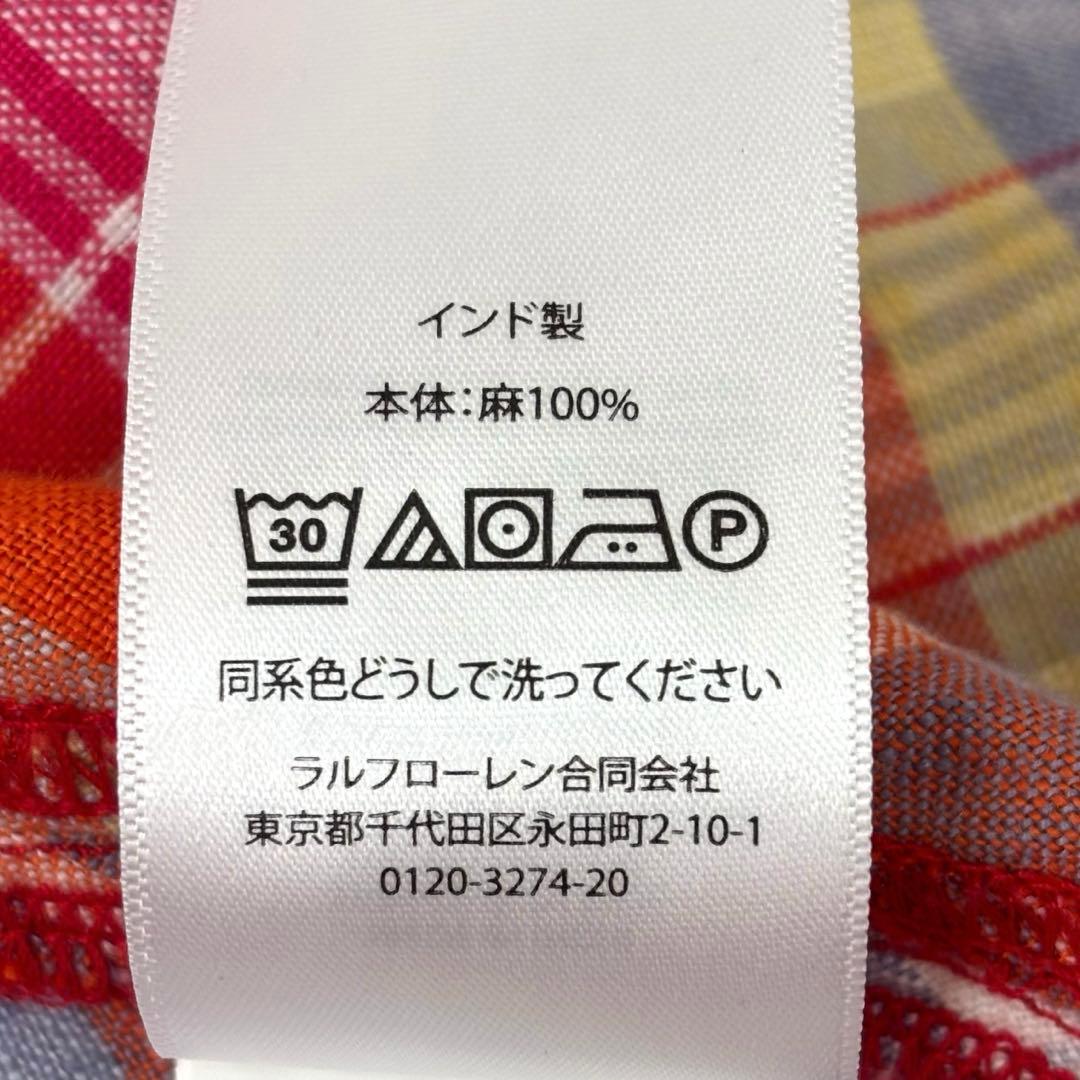 インド製
本体:麻100%
30 P
同系色どうしで洗ってください
ラルフローレン合同会社
東京都千代田区永田町2-10-1
0120-3274-20